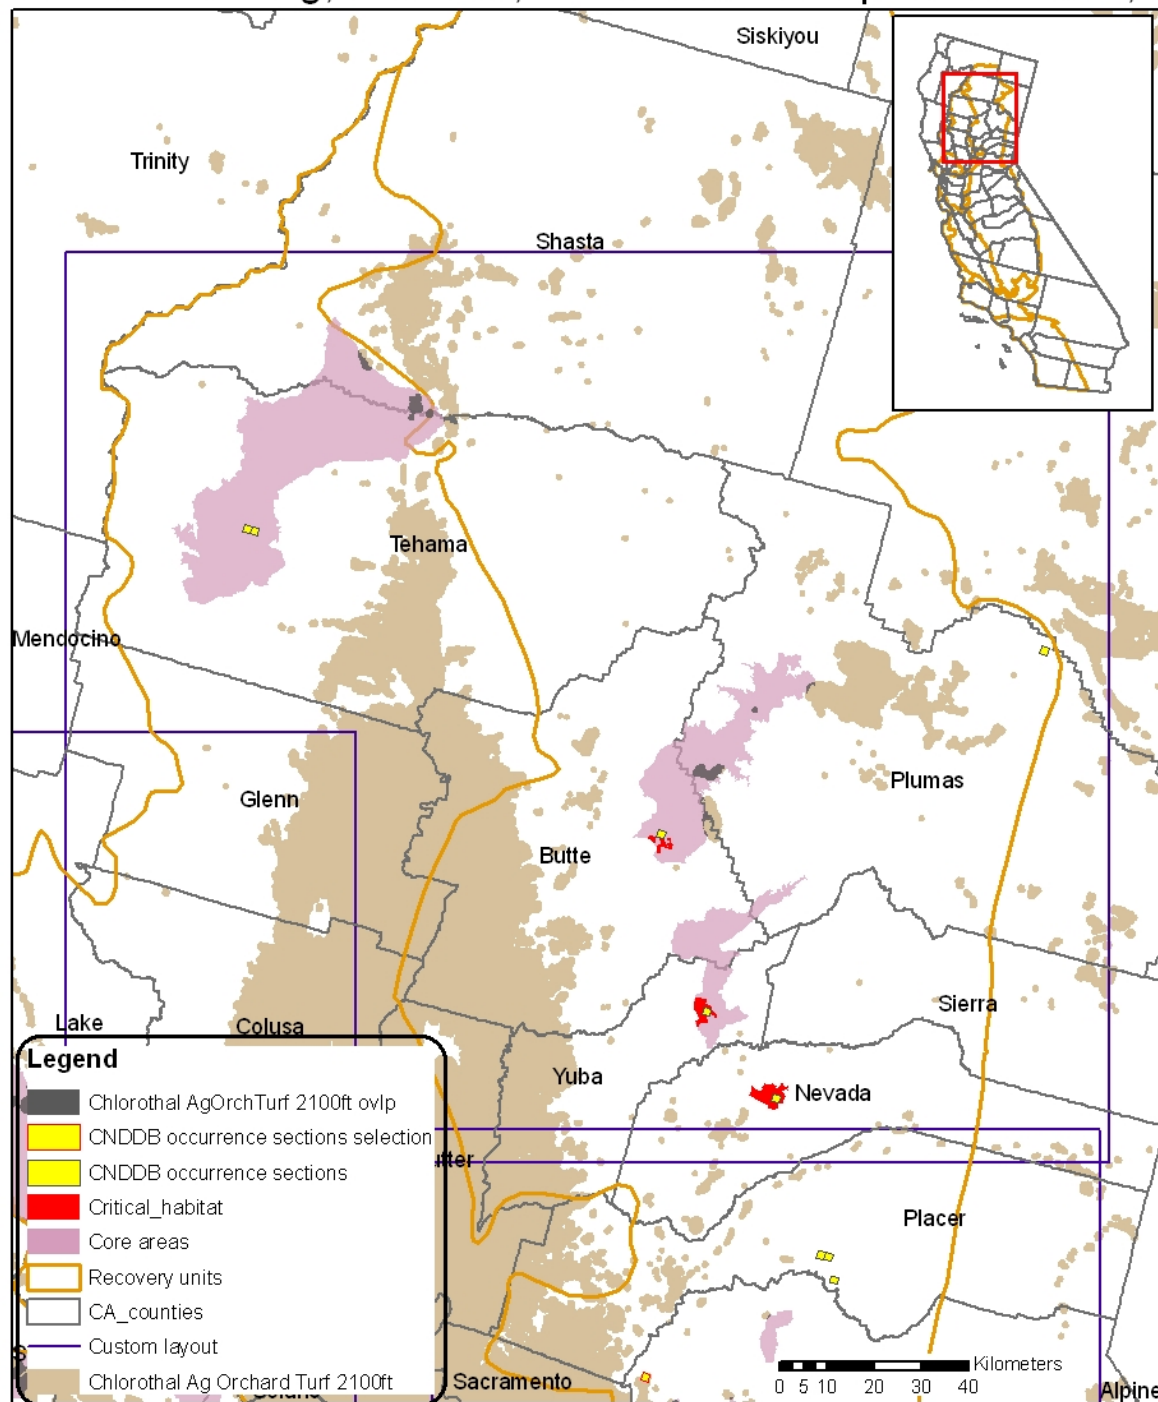 Siskiyou
Trinity
Shasta
Tehama
Mendocino
Glenn
Plumas
Butte
Lake
Colusa
Sierra
Yuba
Nevada
Placer
Sacramento
Alpine
Legend
Chlorothal AgOrchTurf 2100ft ovlp
CNDDB occurrence sections selection
CNDDB occurrence sections
Critical_habitat
Core areas
Recovery units
CA_counties
Custom layout
Chlorothal Ag Orchard Turf 2100ft
Kilometers
0 5 10 20 30 40